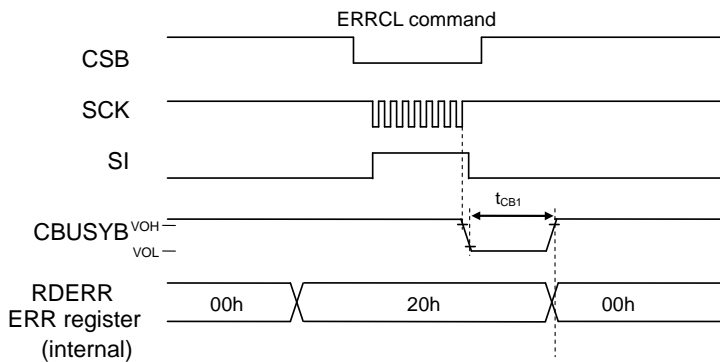 ERRCL command
CSB
SCK
SI
tCB1
CBUSYB
VOH
VOL
RDERR
ERR register
(internal)
00h
20h
00h